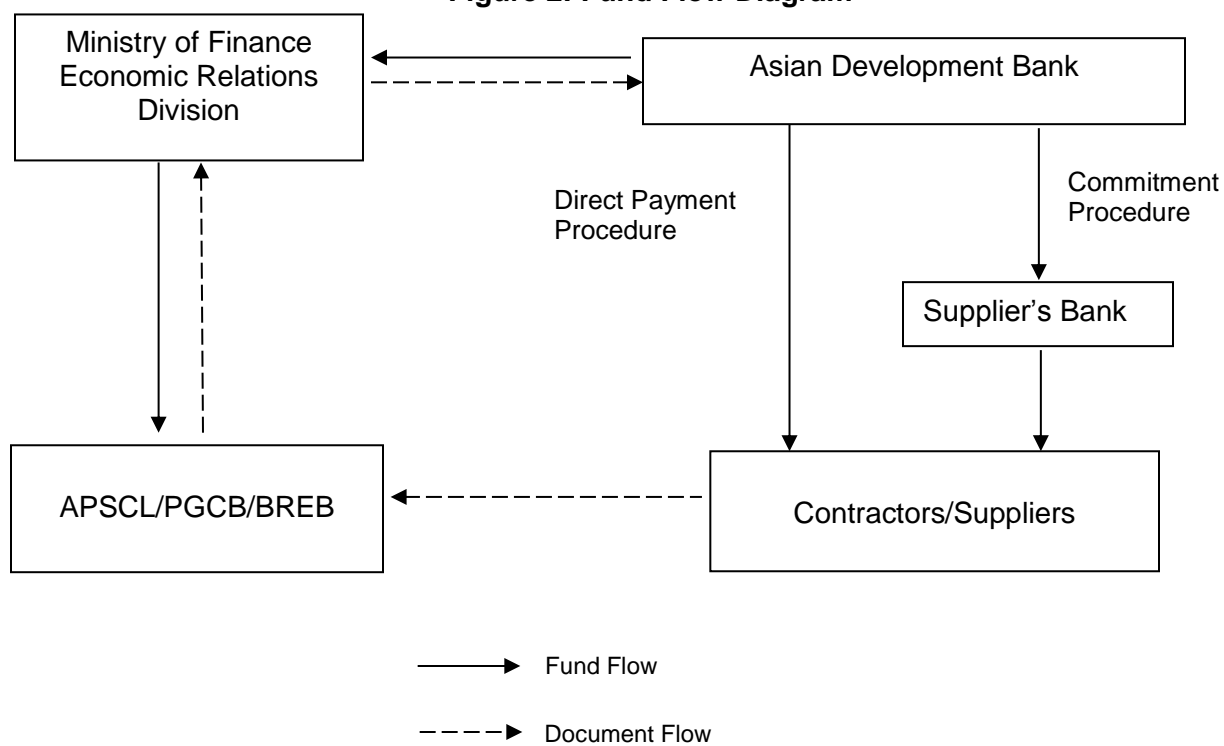 Figure 2: Fund Flow Diagram
Ministry of Finance
Economic Relations
Division
Asian Development Bank
Direct Payment
Procedure
Commitment
Procedure
Supplier’s Bank
APSCL/PGCB/BREB
Contractors/Suppliers
Fund Flow
Document Flow